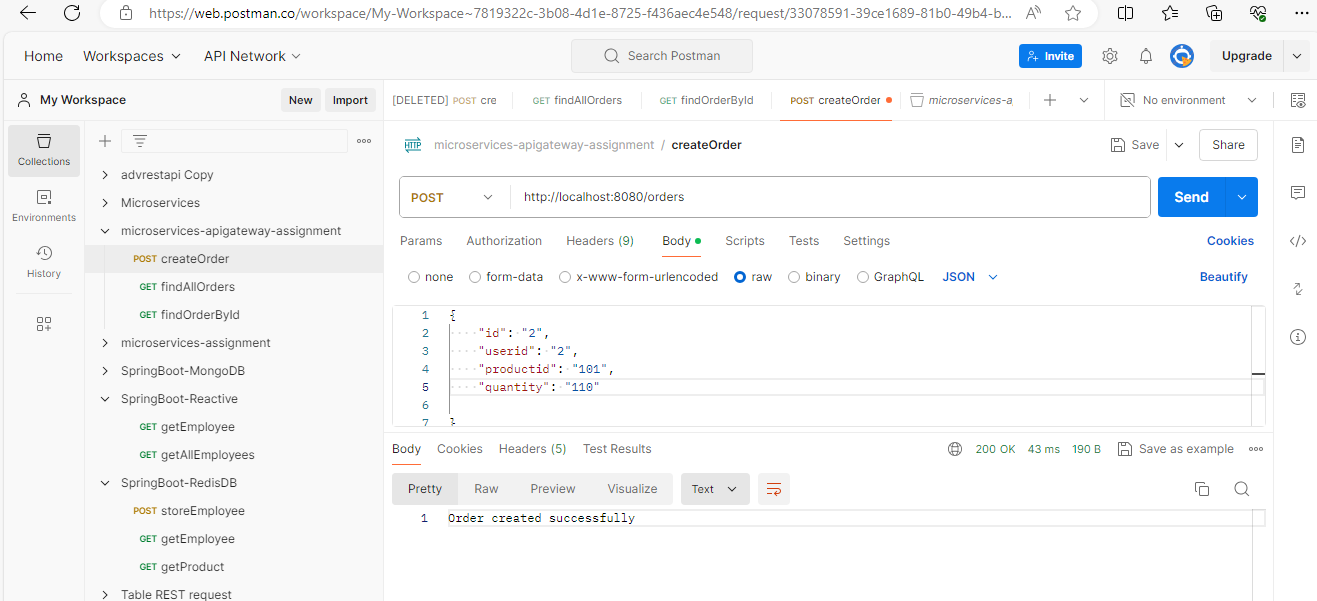 https://web.postman.co/workspace/My-Workspace~7819322c-3b08-4d1e-8725-f436aec4e548/request/33078591-39ce1689-81b0-49b4-b...
Home Workspaces API Network Search Postman Invite Upgrade
My Workspace New Import
[DELETED] POST cre GET findAllOrders GET findOrderById POST createOrder microservices-a No environment
Collections
Environments
History
advrestapi Copy
Microservices
microservices-apigateway-assignment
POST createOrder
GET findAllOrders
GET findOrderById
microservices-assignment
SpringBoot-MongoDB
SpringBoot-Reactive
GET getEmployee
GET getAllEmployees
SpringBoot-RedisDB
POST storeEmployee
GET getEmployee
GET getProduct
Table REST request
HTTP microservices-apigateway-assignment / createOrder Save Share
POST http://localhost:8080/orders Send
Params Authorization Headers (9) Body Scripts Tests Settings Cookies
none form-data x-www-form-urlencoded raw binary GraphQL JSON Beautify
1 {
2 "id": "2",
3 "userid": "2",
4 "productid": "101",
5 "quantity": "110"
6
7 }
Body Cookies Headers (5) Test Results 200 OK 43 ms 190 B Save as example
Pretty Raw Preview Visualize Text
1 Order created successfully